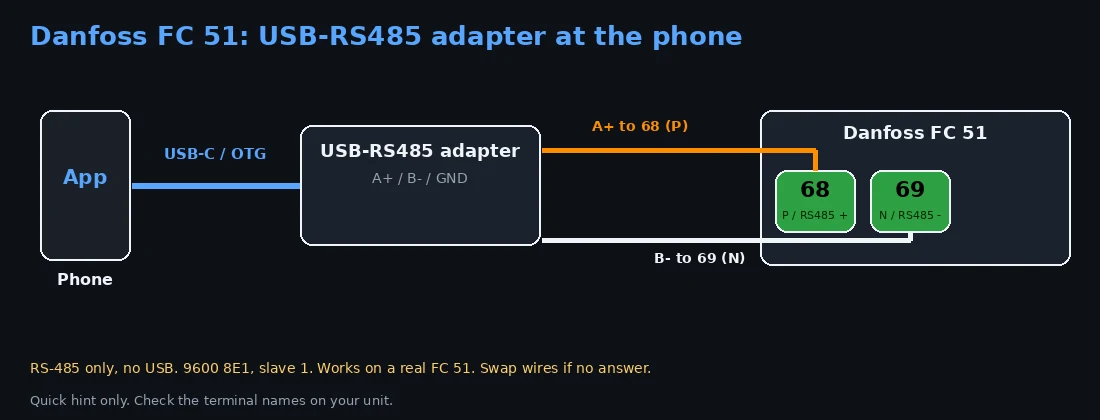 Danfoss FC 51: USB-RS485 adapter at the phone
App
Phone
USB-C / OTG
USB-RS485 adapter
A+ / B- / GND
A+ to 68 (P)
B- to 69 (N)
Danfoss FC 51
68
P / RS485 +
69
N / RS485 -
RS-485 only, no USB. 9600 8E1, slave 1. Works on a real FC 51. Swap wires if no answer.
Quick hint only. Check the terminal names on your unit.